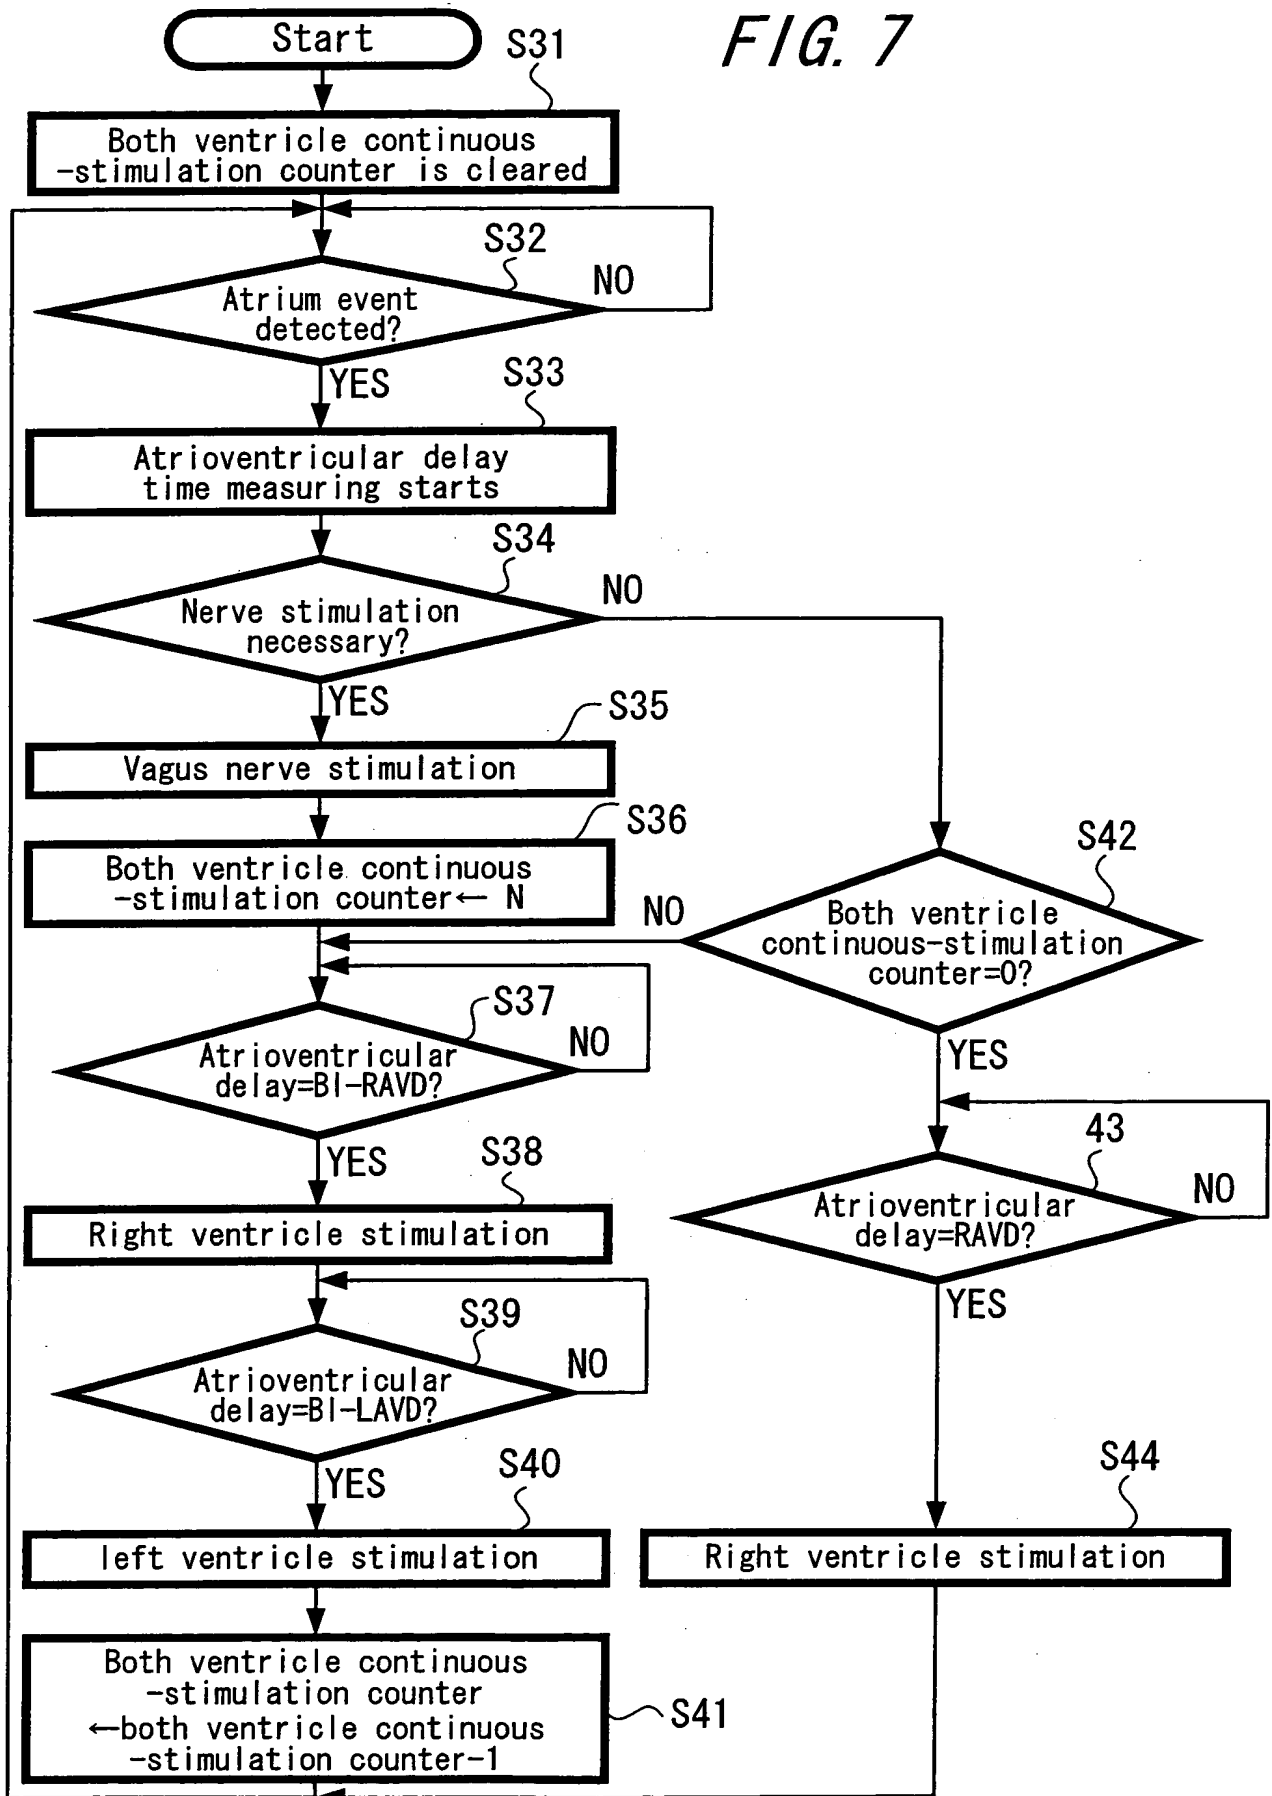 FIG. 7
Start
S31
Both ventricle continuous
-stimulation counter is cleared
S32
Atrium event
detected?
NO
YES
S33
Atrioventricular delay
time measuring starts
S34
Nerve stimulation
necessary?
NO
YES
S35
Vagus nerve stimulation
S36
Both ventricle continuous
-stimulation counter← N
S42
Both ventricle
continuous-stimulation
counter=0?
NO
YES
S37
Atrioventricular
delay=BI-RAVD?
NO
YES
43
Atrioventricular
delay=RAVD?
NO
YES
S38
Right ventricle stimulation
S39
Atrioventricular
delay=BI-LAVD?
NO
YES
S40
left ventricle stimulation
S44
Right ventricle stimulation
S41
Both ventricle continuous
-stimulation counter
←both ventricle continuous
-stimulation counter-1